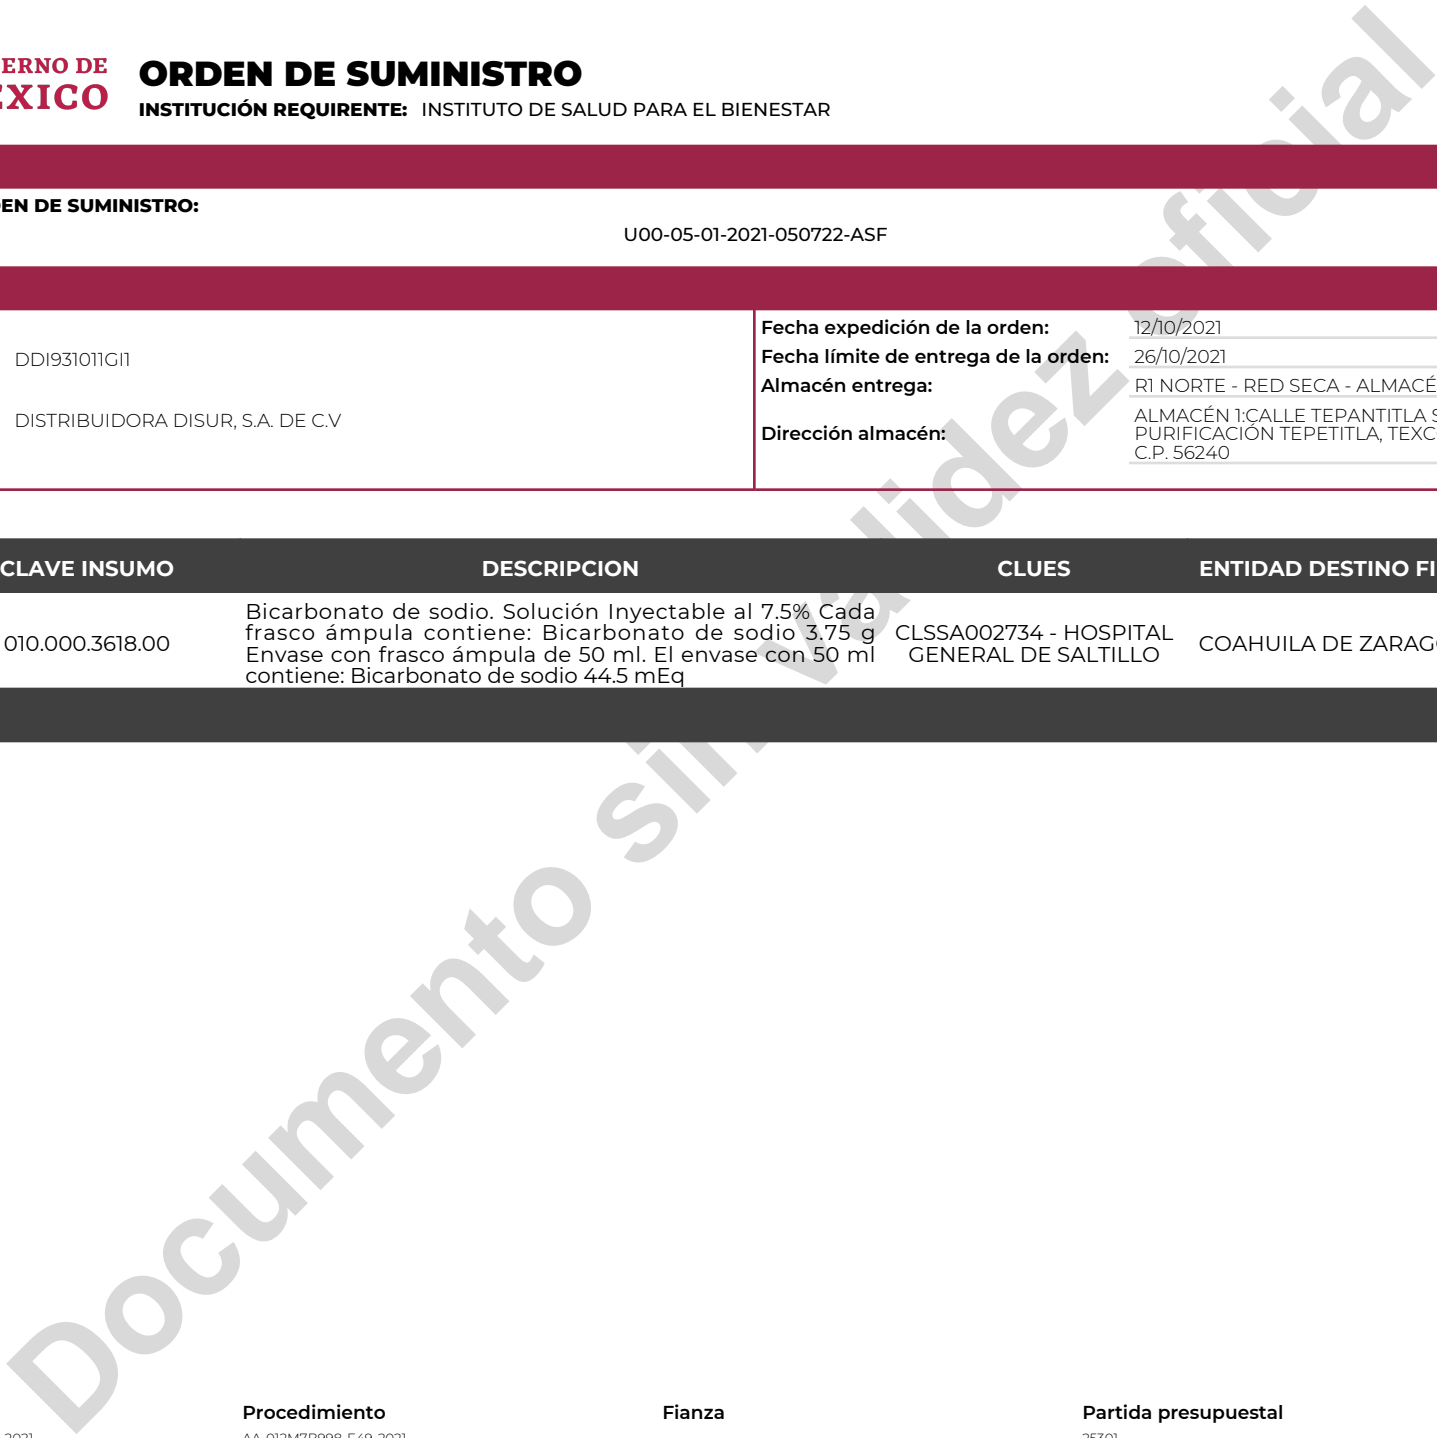 ERNO DE
ORDEN DE SUMINISTRO
INSTITUCIÓN REQUIRENTE: INSTITUTO DE SALUD PARA EL BIENESTAR
EN DE SUMINISTRO:
U00-05-01-2021-050722-ASF
DDI931011GI1
DISTRIBUIDORA DISUR, S.A. DE C.V
Fecha expedición de la orden: 12/10/2021
Fecha límite de entrega de la orden: 26/10/2021
Almacén entrega: R1 NORTE - RED SECA - ALMACÉ
Dirección almacén:
ALMACÉN 1:CALLE TEPANTITLA S
PURIFICACIÓN TEPETITLA, TEXC
C.P. 56240
CLAVE INSUMO DESCRIPCION CLUES ENTIDAD DESTINO FI
010.000.3618.00
Bicarbonato de sodio. Solución Inyectable al 7.5% Cada
frasco ámpula contiene: Bicarbonato de sodio 3.75 g
Envase con frasco ámpula de 50 ml. El envase con 50 ml
contiene: Bicarbonato de sodio 44.5 mEq
CLSSA002734 - HOSPITAL
GENERAL DE SALTILLO
COAHUILA DE ZARAG
Documento sin validez oficial
Procedimiento Fianza Partida presupuestal